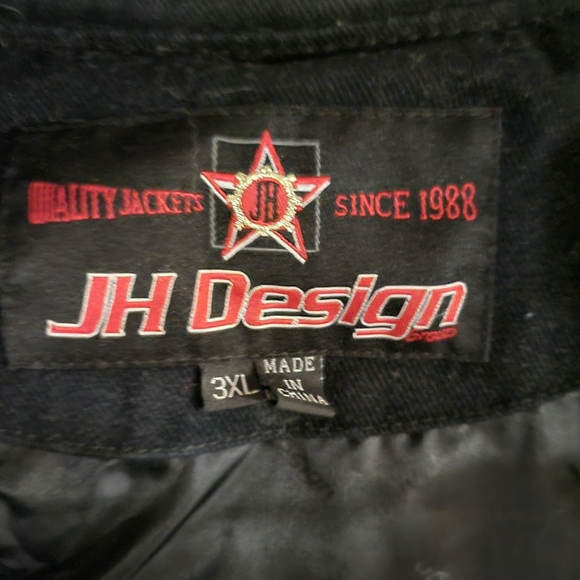 QUALITY JACKETS
JH
SINCE 1988
JH Design
3XL
MADE
IN
CHINA